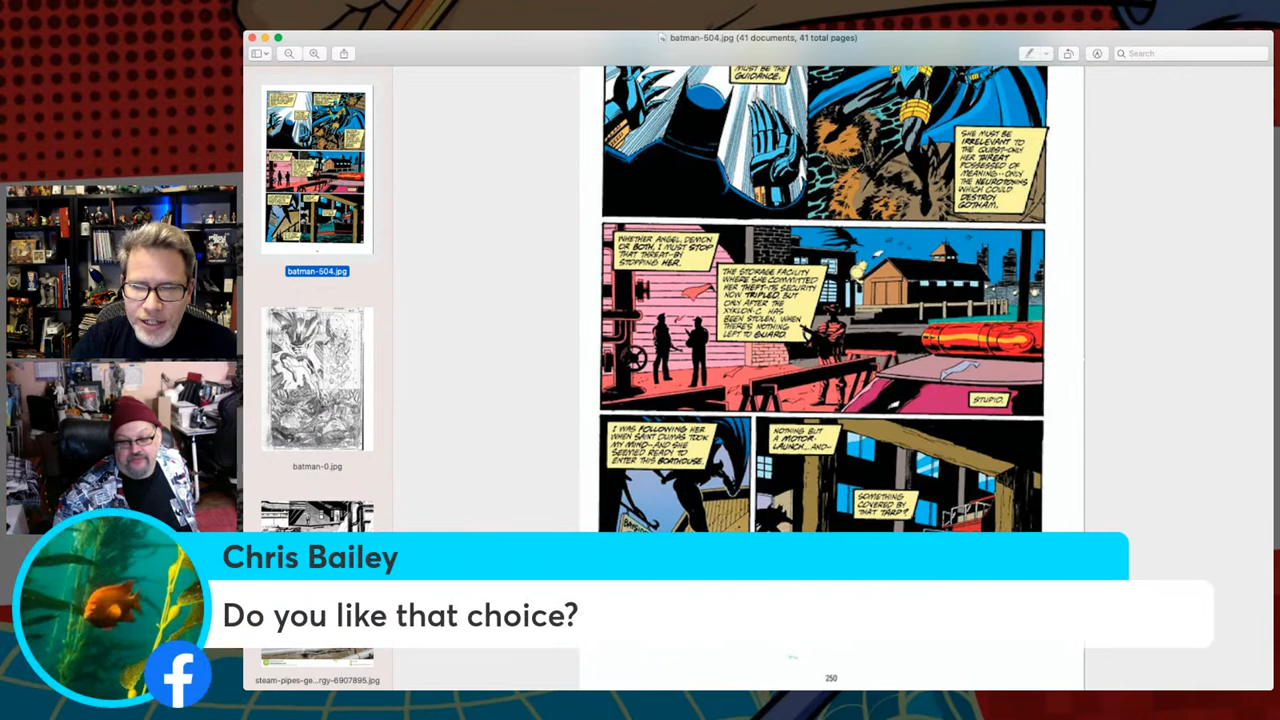 batman-504.jpg (41 documents, 41 total pages)
Search
batman-504.jpg
batman-0.jpg
steam-pipes-ge...rgy-6907895.jpg
MUST BE THE
GUIDANCE.
SHE MUST BE
IRRELEVANT TO
THE QUEST--ONLY
HER THREAT
POSSESSED OF
MEANING--ONLY
THE NEUROTOXINS
WHICH COULD
DESTROY
GOTHAM.
WHETHER ANGEL, DEMON
OR BOTH, I MUST STOP
THAT THREAT--BY
STOPPING HER.
THE STORAGE FACILITY
WHERE SHE COMMITTED
HER THEFT--ITS SECURITY
NOW TRIPLED, BUT
ONLY AFTER THE
XYKLON-C HAS
BEEN STOLEN, WHEN
THERE'S NOTHING
LEFT TO GUARD.
STUPID.
I WAS FOLLOWING HER
WHEN SAINT DUMAS TOOK
MY MIND--AND SHE
SEEMED READY TO
ENTER THIS BOATHOUSE.
NOTHING BUT
A MOTOR-
LAUNCH...AND--
SOMETHING
COVERED BY
THAT TARP?
Chris Bailey
Do you like that choice?
250